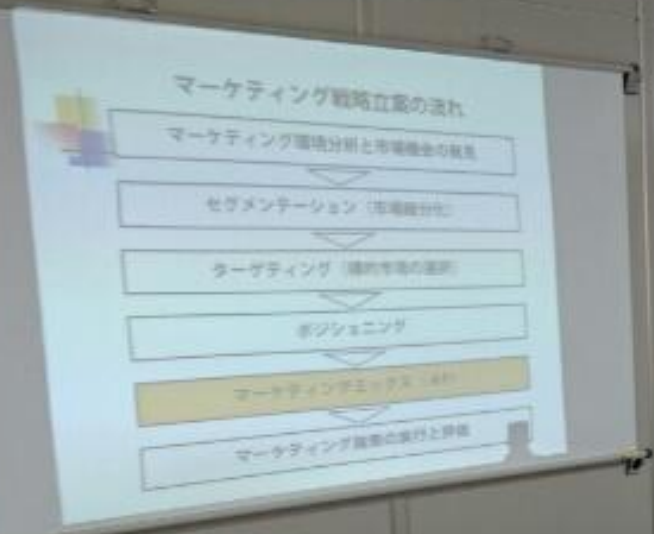 マーケティング戦略立案の流れ
マーケティング環境分析と市場機会の発見
セグメンテーション（市場細分化）
ターゲティング（標的市場の選択）
ポジショニング
マーケティングミックス
マーケティング施策の実行と評価